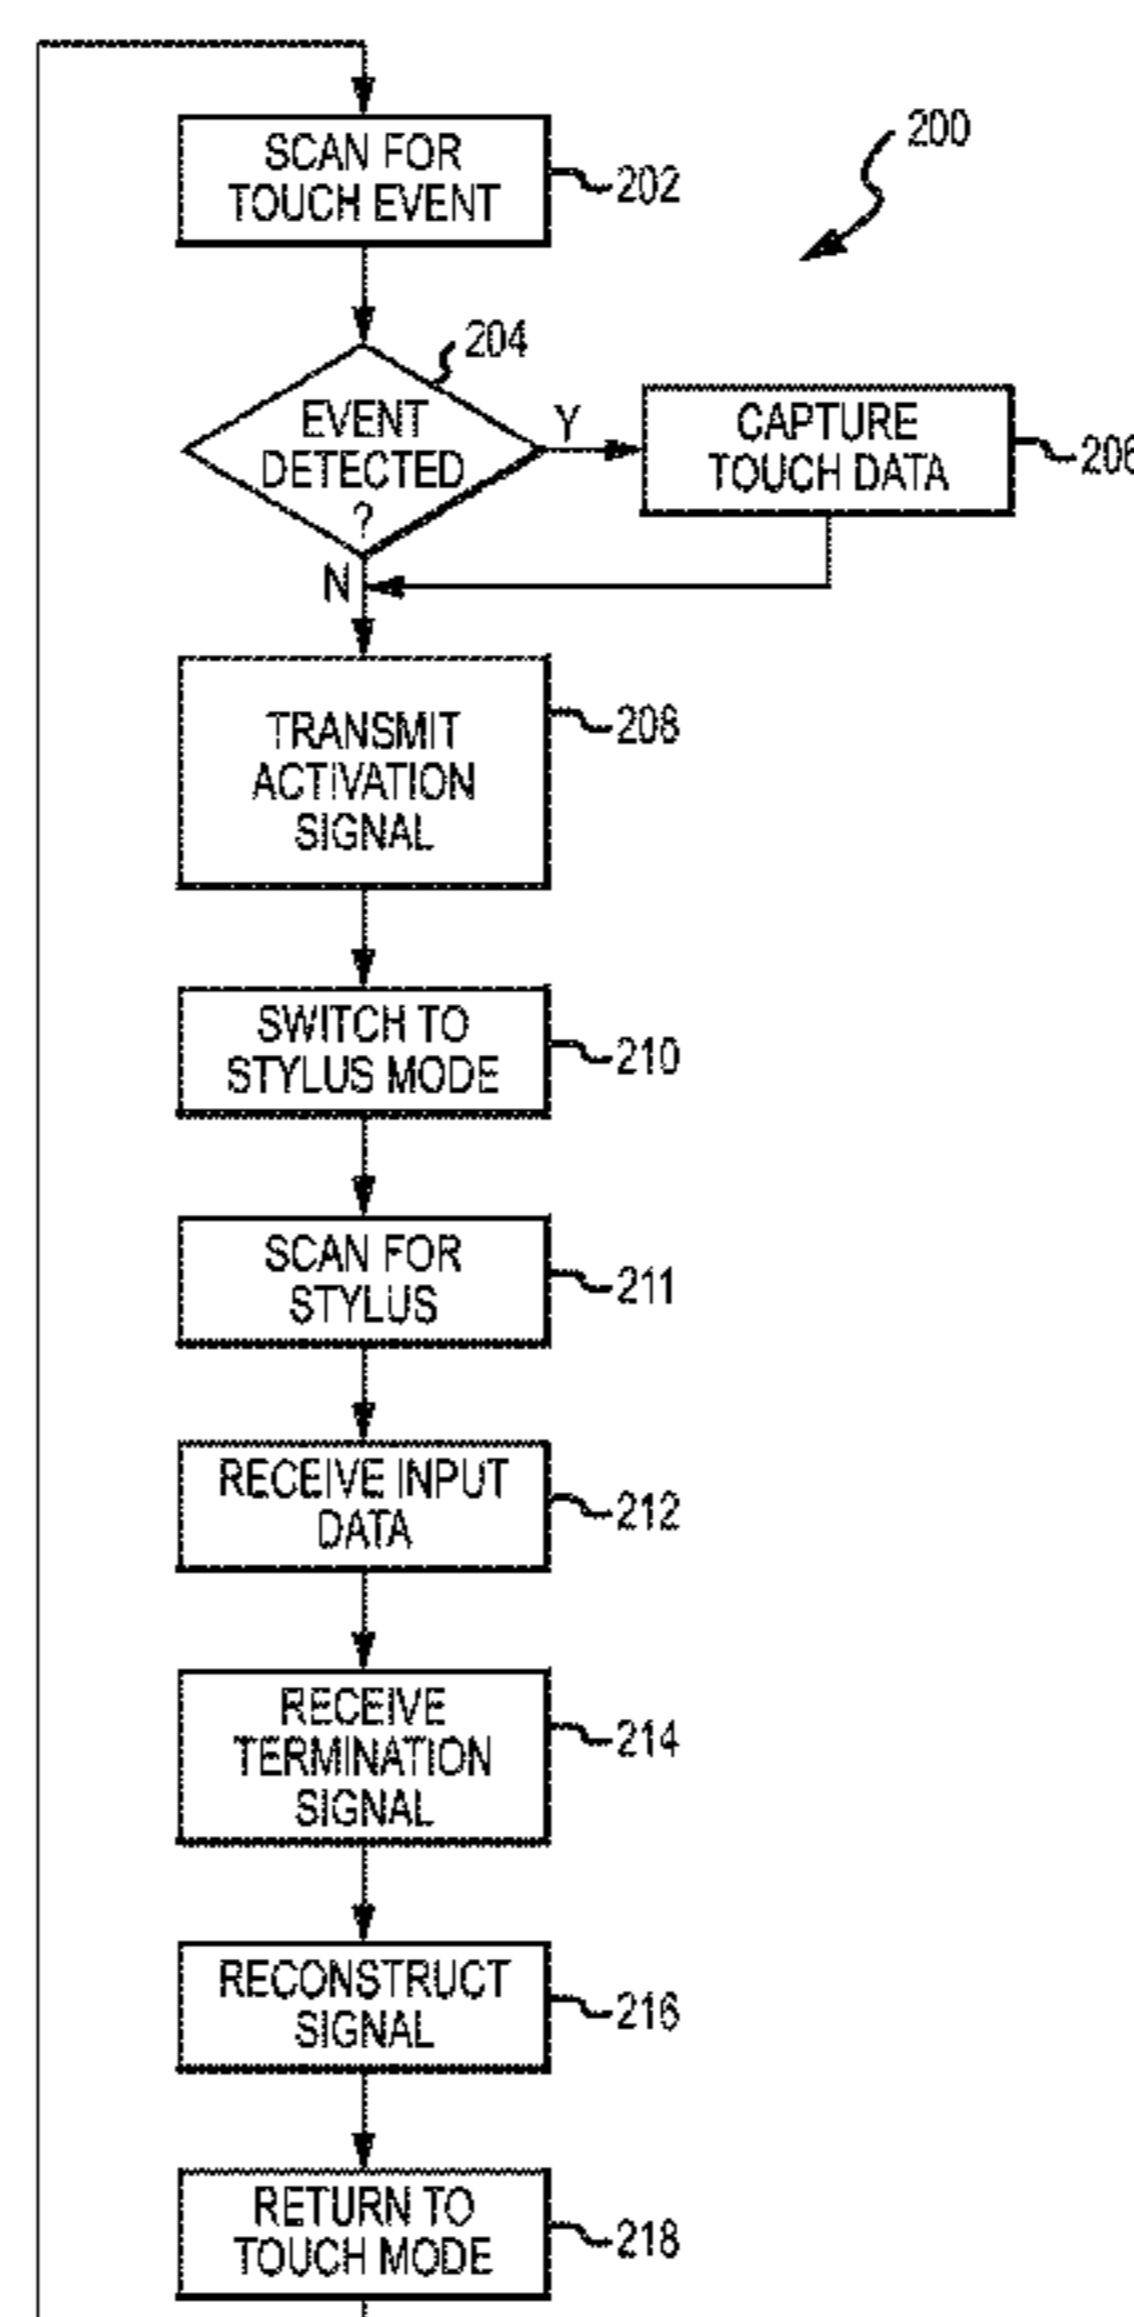 200
SCAN FOR
TOUCH EVENT
202
204
EVENT
DETECTED
?
Y
N
CAPTURE
TOUCH DATA
206
TRANSMIT
ACTIVATION
SIGNAL
208
SWITCH TO
STYLUS MODE
210
SCAN FOR
STYLUS
211
RECEIVE INPUT
DATA
212
RECEIVE
TERMINATION
SIGNAL
214
RECONSTRUCT
SIGNAL
216
RETURN TO
TOUCH MODE
218